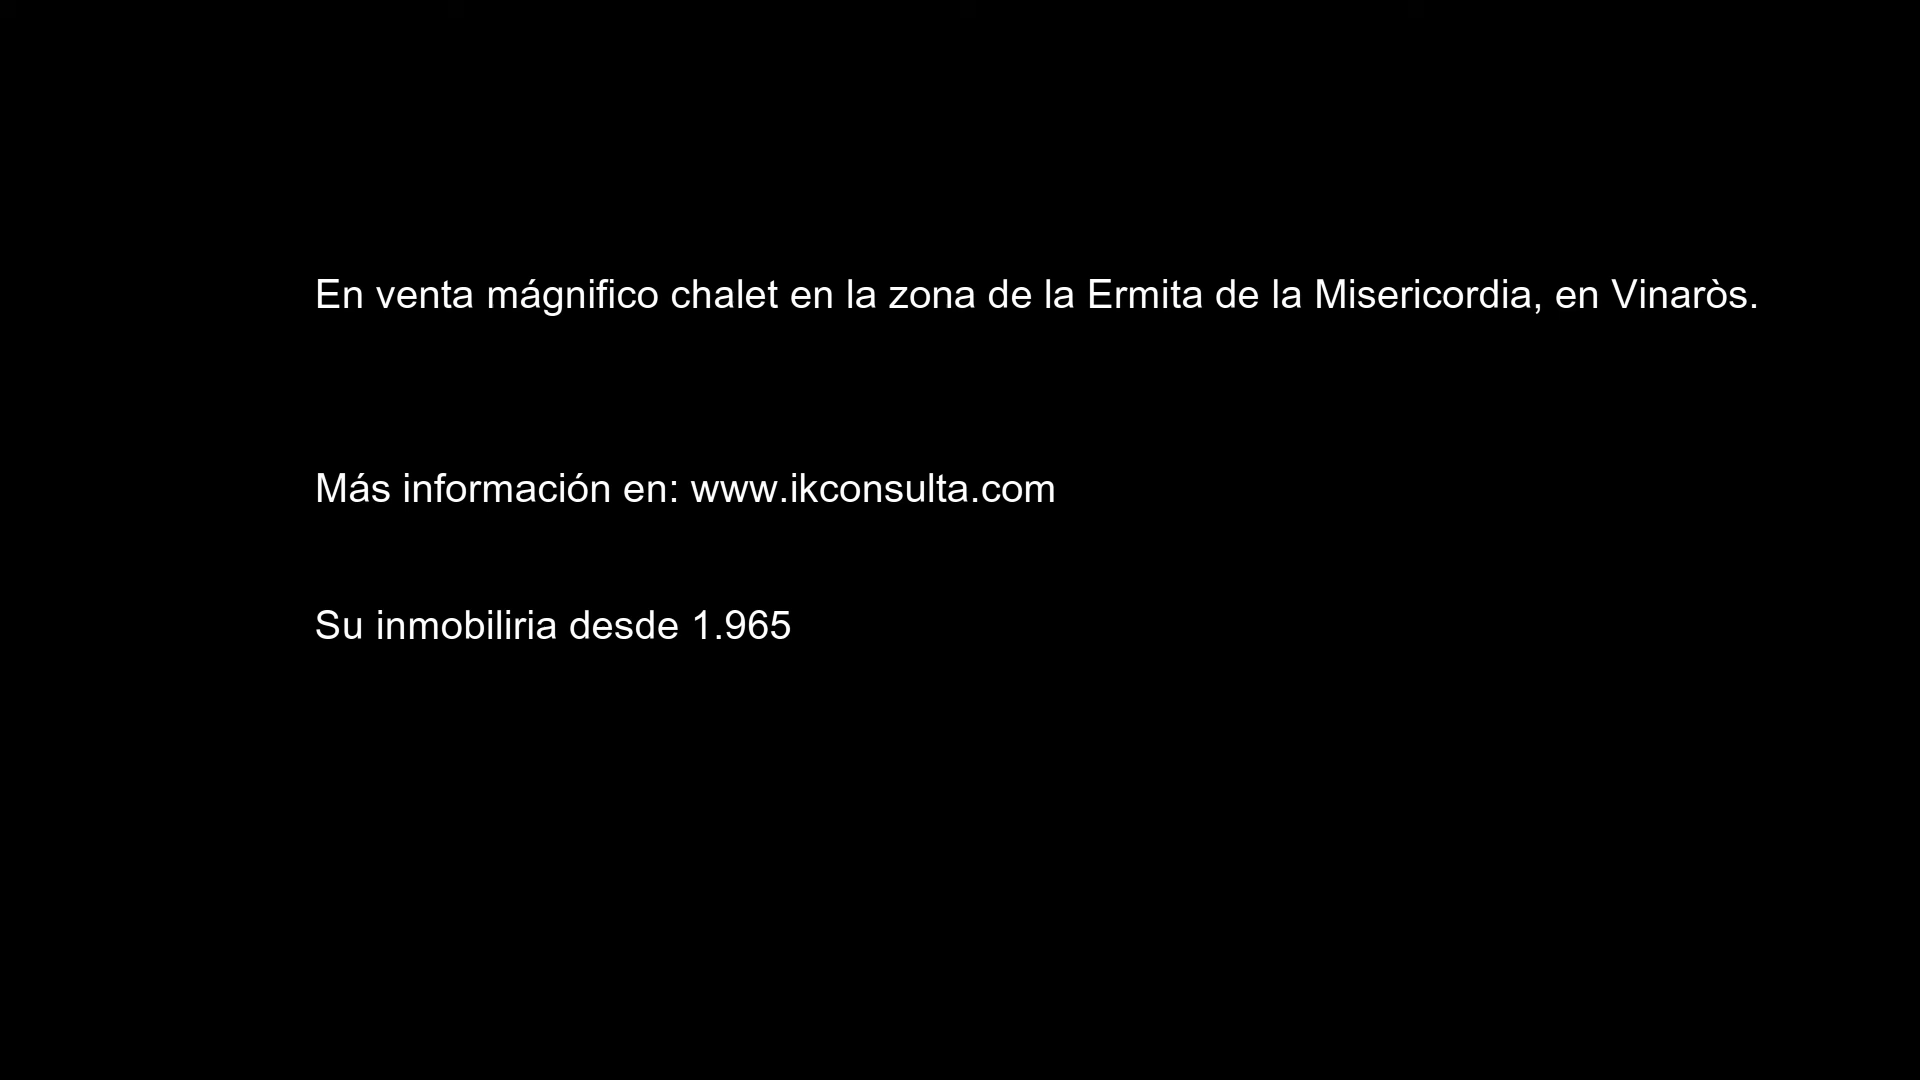 En venta mágnifico chalet en la zona de la Ermita de la Misericordia, en Vinaròs.
Más información en: www.ikconsulta.com
Su inmobiliria desde 1.965